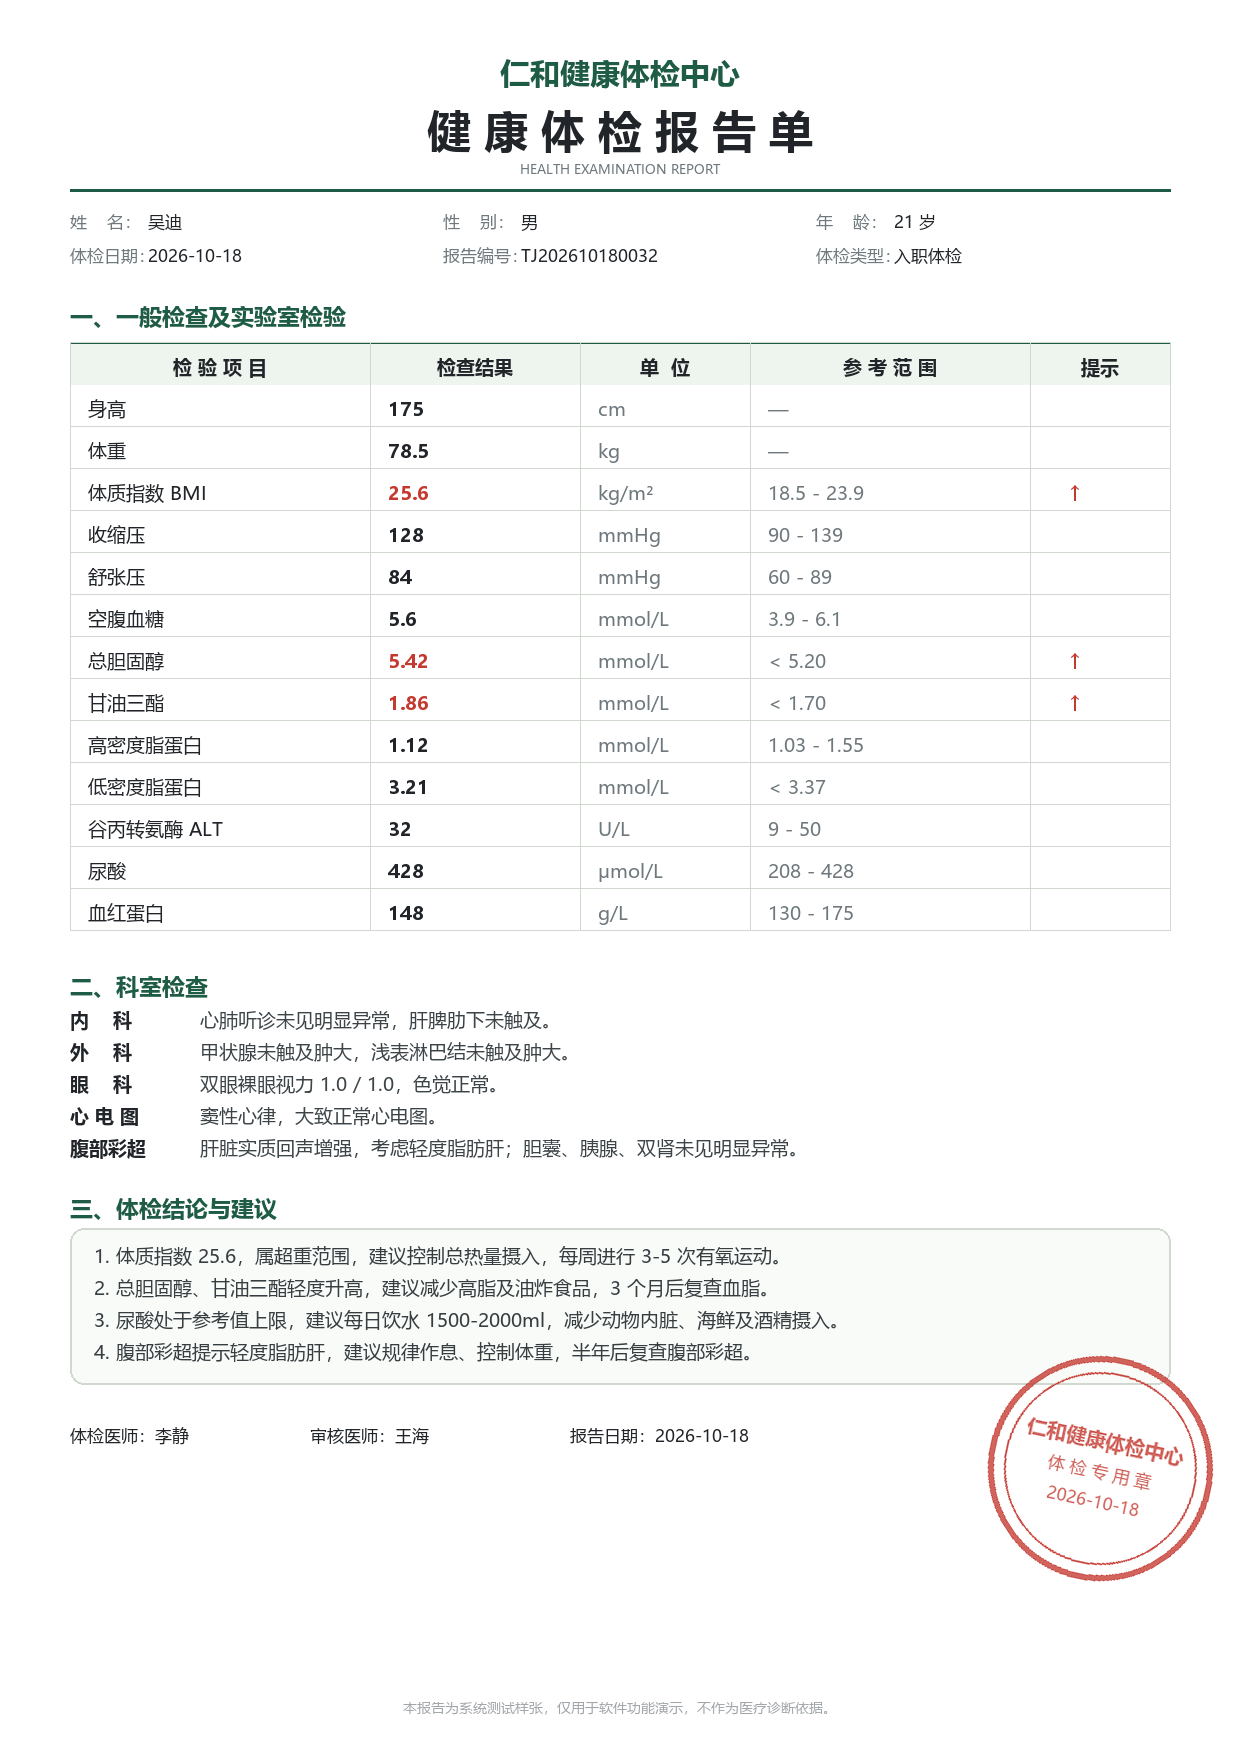 仁和健康体检中心
健康体检报告单
HEALTH EXAMINATION REPORT
姓 名： 吴迪 性 别： 男 年 龄： 21 岁
体检日期： 2026-10-18 报告编号： TJ202610180032 体检类型： 入职体检
一、一般检查及实验室检验
检验项目 检查结果 单 位 参考范围 提示
身高 175 cm —
体重 78.5 kg —
体质指数 BMI 25.6 kg/m² 18.5 - 23.9 ↑
收缩压 128 mmHg 90 - 139
舒张压 84 mmHg 60 - 89
空腹血糖 5.6 mmol/L 3.9 - 6.1
总胆固醇 5.42 mmol/L < 5.20 ↑
甘油三酯 1.86 mmol/L < 1.70 ↑
高密度脂蛋白 1.12 mmol/L 1.03 - 1.55
低密度脂蛋白 3.21 mmol/L < 3.37
谷丙转氨酶 ALT 32 U/L 9 - 50
尿酸 428 μmol/L 208 - 428
血红蛋白 148 g/L 130 - 175
二、科室检查
内 科 心肺听诊未见明显异常，肝脾肋下未触及。
外 科 甲状腺未触及肿大，浅表淋巴结未触及肿大。
眼 科 双眼裸眼视力 1.0 / 1.0，色觉正常。
心电图 窦性心律，大致正常心电图。
腹部彩超 肝脏实质回声增强，考虑轻度脂肪肝；胆囊、胰腺、双肾未见明显异常。
三、体检结论与建议
1. 体质指数 25.6，属超重范围，建议控制总热量摄入，每周进行 3-5 次有氧运动。
2. 总胆固醇、甘油三酯轻度升高，建议减少高脂及油炸食品，3 个月后复查血脂。
3. 尿酸处于参考值上限，建议每日饮水 1500-2000ml，减少动物内脏、海鲜及酒精摄入。
4. 腹部彩超提示轻度脂肪肝，建议规律作息、控制体重，半年后复查腹部彩超。
体检医师：李静 审核医师：王海 报告日期：2026-10-18
仁和健康体检中心
体检专用章
2026-10-18
本报告为系统测试样张，仅用于软件功能演示，不作为医疗诊断依据。